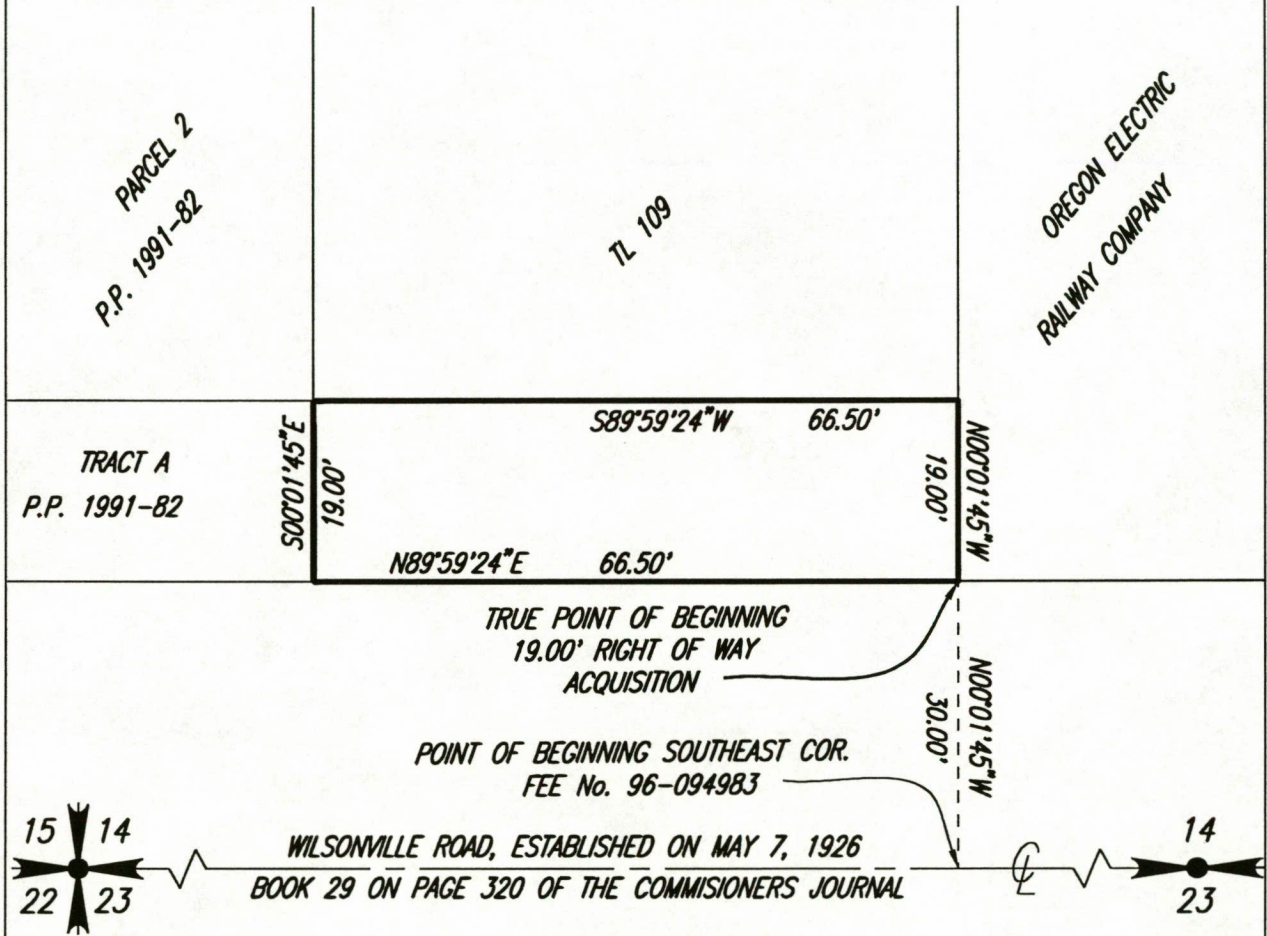 PARCEL 2
P.P. 1991-82
TL 109
OREGON ELECTRIC
RAILWAY COMPANY
TRACT A
P.P. 1991-82
S00°01'45"E
19.00'
S89°59'24"W 66.50'
19.00'
N00°01'45"W
N89°59'24"E 66.50'
TRUE POINT OF BEGINNING
19.00' RIGHT OF WAY
ACQUISITION
N00°01'45"W
30.00'
POINT OF BEGINNING SOUTHEAST COR.
FEE No. 96-094983
15 14
22 23
WILSONVILLE ROAD, ESTABLISHED ON MAY 7, 1926
BOOK 29 ON PAGE 320 OF THE COMMISIONERS JOURNAL
CL
14
23